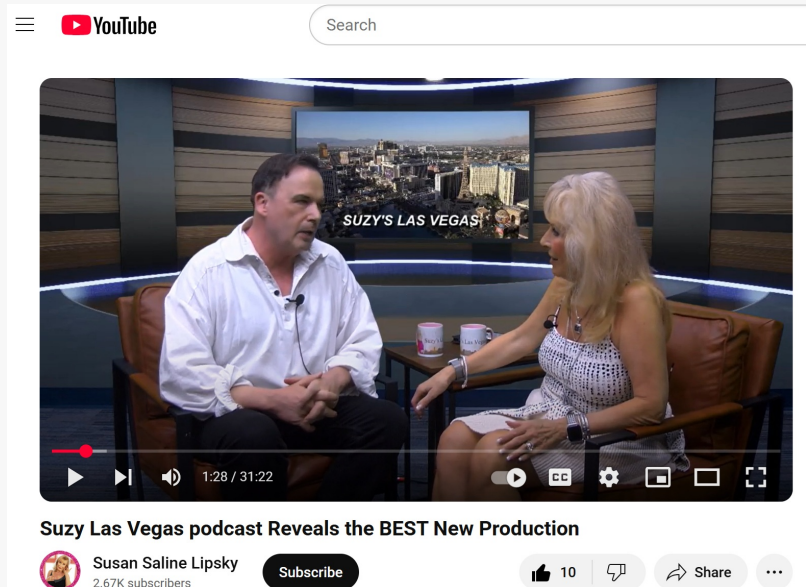 YouTube
Search
SUZY'S LAS VEGAS
1:28 / 31:22
CC
Suzy Las Vegas podcast Reveals the BEST New Production
Susan Saline Lipsky
2.67K subscribers
Subscribe
10
Share